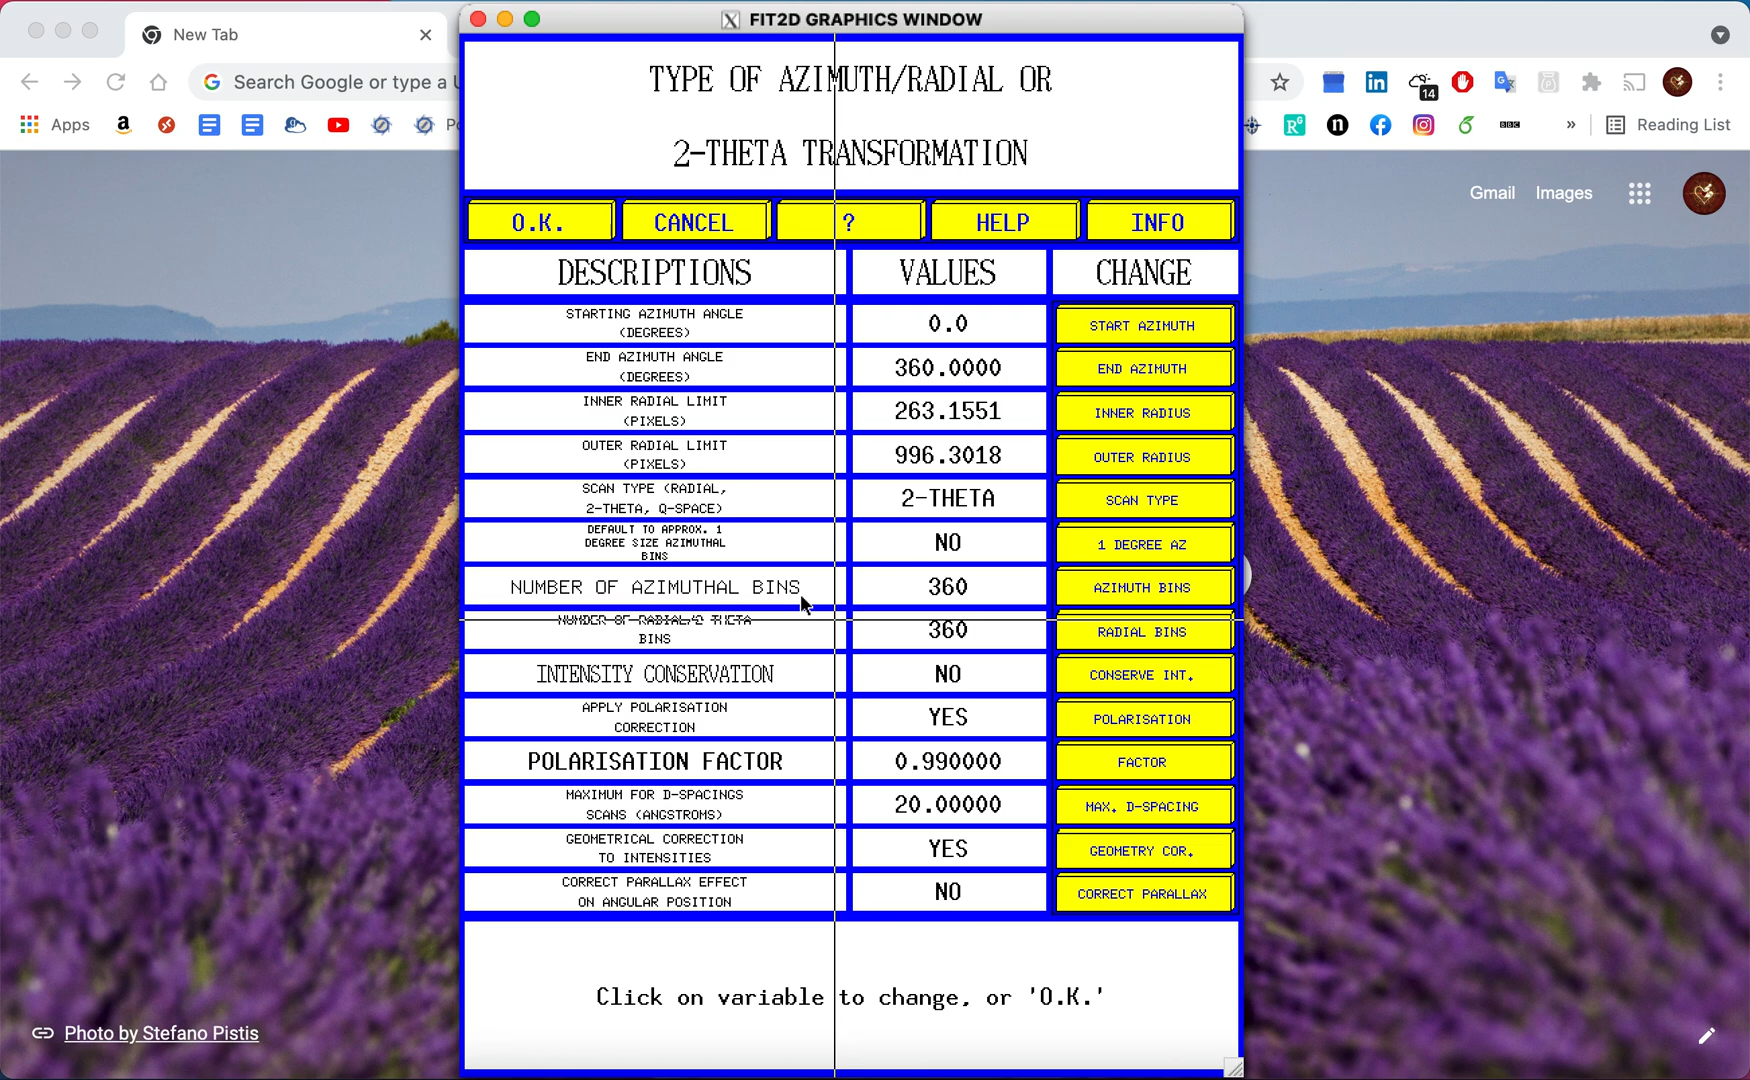 New Tab
FIT2D GRAPHICS WINDOW
Search Google or type a
14
Apps
BBC
Reading List
Gmail Images
TYPE OF AZIMUTH/RADIAL OR
2-THETA TRANSFORMATION
O.K. CANCEL ? HELP INFO
DESCRIPTIONS VALUES CHANGE
STARTING AZIMUTH ANGLE
(DEGREES)
0.0
START AZIMUTH
END AZIMUTH ANGLE
(DEGREES)
360.0000
END AZIMUTH
INNER RADIAL LIMIT
(PIXELS)
263.1551
INNER RADIUS
OUTER RADIAL LIMIT
(PIXELS)
996.3018
OUTER RADIUS
SCAN TYPE (RADIAL,
2-THETA, Q-SPACE)
2-THETA
SCAN TYPE
DEFAULT TO APPROX. 1
DEGREE SIZE AZIMUTHAL
BINS
NO
1 DEGREE AZ
NUMBER OF AZIMUTHAL BINS
360
AZIMUTH BINS
NUMBER OF RADIAL/2-THETA
BINS
360
RADIAL BINS
INTENSITY CONSERVATION
NO
CONSERVE INT.
APPLY POLARISATION
CORRECTION
YES
POLARISATION
POLARISATION FACTOR
0.990000
FACTOR
MAXIMUM FOR D-SPACINGS
SCANS (ANGSTROMS)
20.00000
MAX. D-SPACING
GEOMETRICAL CORRECTION
TO INTENSITIES
YES
GEOMETRY COR.
CORRECT PARALLAX EFFECT
ON ANGULAR POSITION
NO
CORRECT PARALLAX
Click on variable to change, or 'O.K.'
Photo by Stefano Pistis